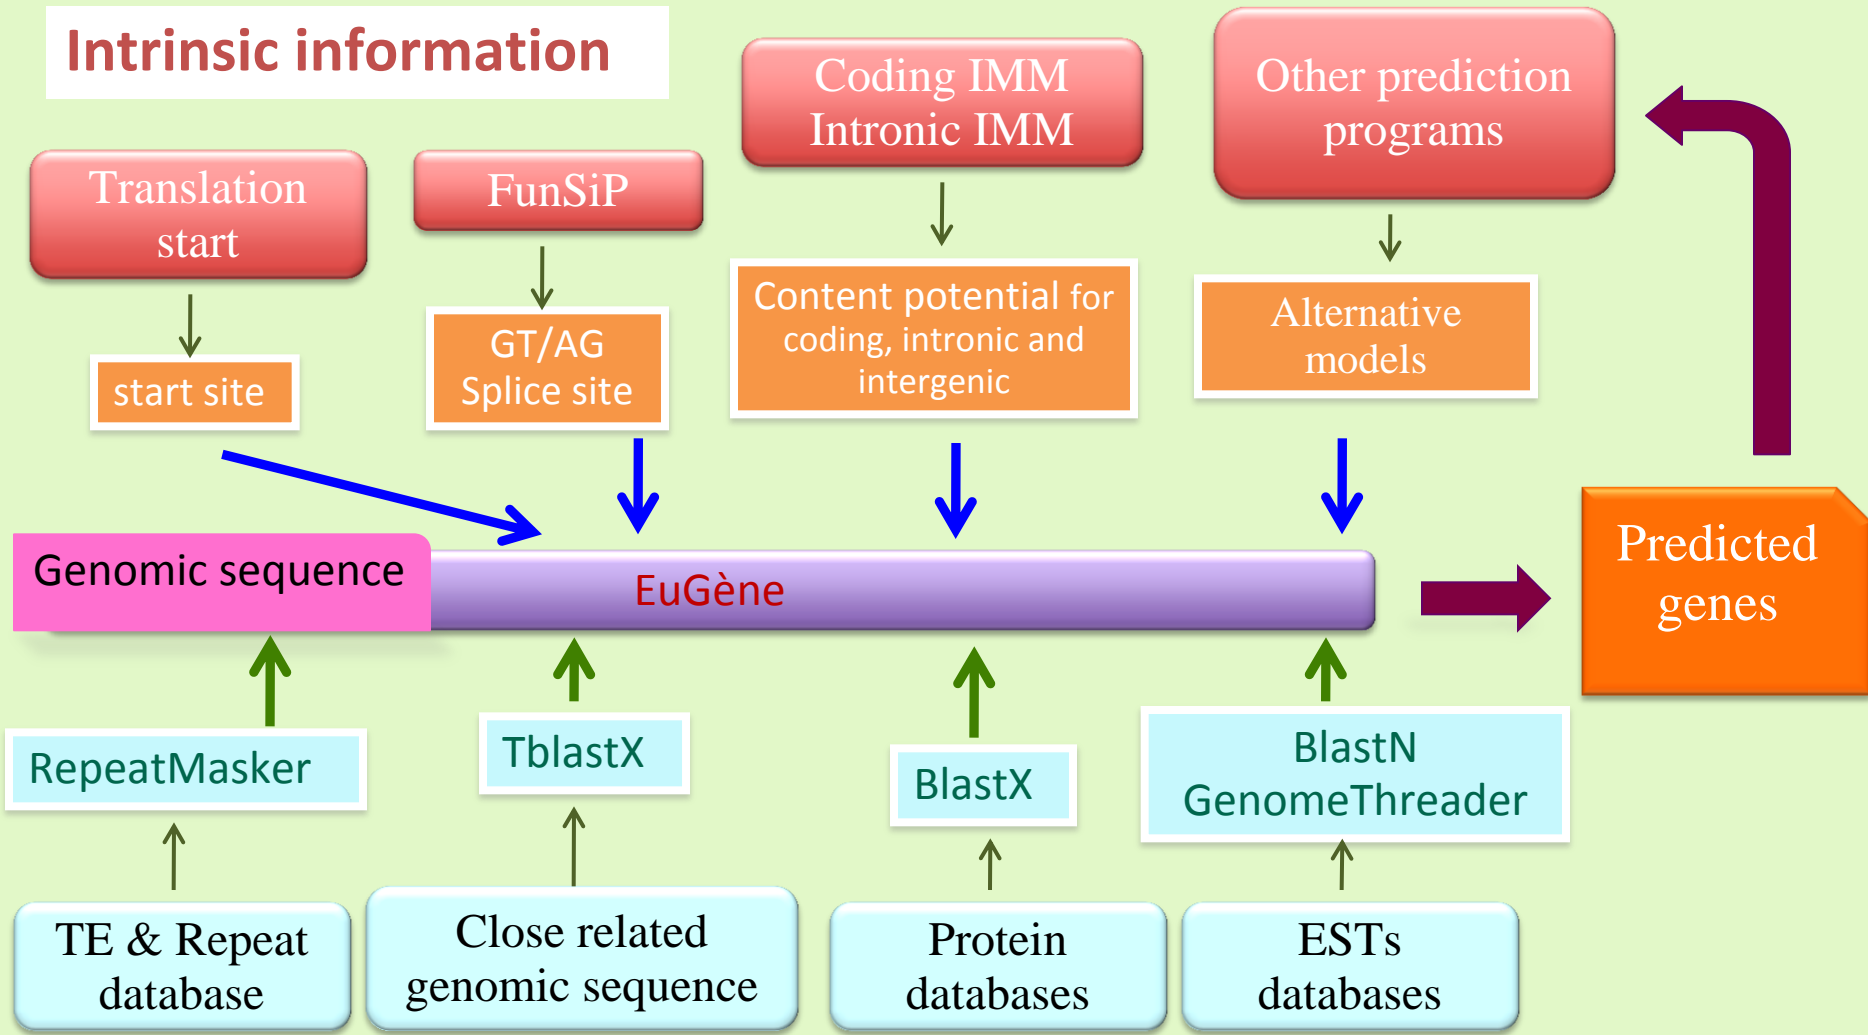 Intrinsic information
Coding IMM
Intronic IMM
Other prediction
programs
Translation
start
FunSiP
start site
GT/AG
Splice site
Content potential for
coding, intronic and
intergenic
Alternative
models
Genomic sequence
EuGène
Predicted
genes
RepeatMasker
TblastX
BlastX
BlastN
GenomeThreader
TE & Repeat
database
Close related
genomic sequence
Protein
databases
ESTs
databases